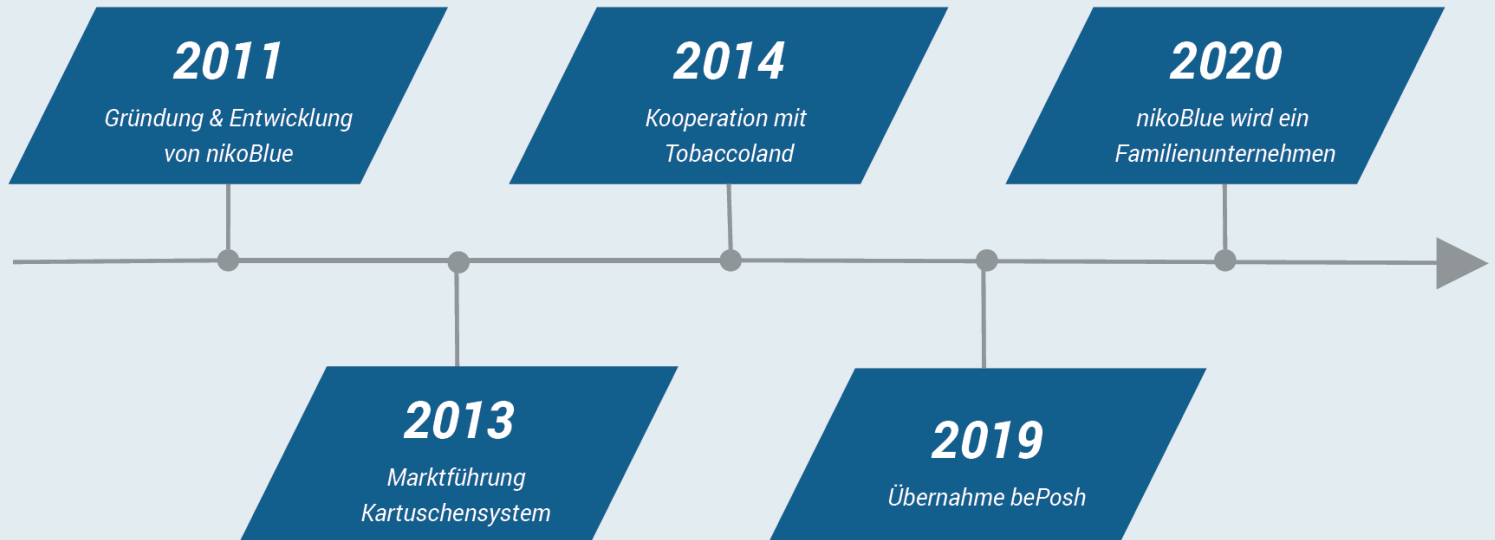 2011
Gründung & Entwicklung
von nikoBlue
2013
Marktführung
Kartuschensystem
2014
Kooperation mit
Tobaccoland
2019
Übernahme bePosh
2020
nikoBlue wird ein
Familienunternehmen